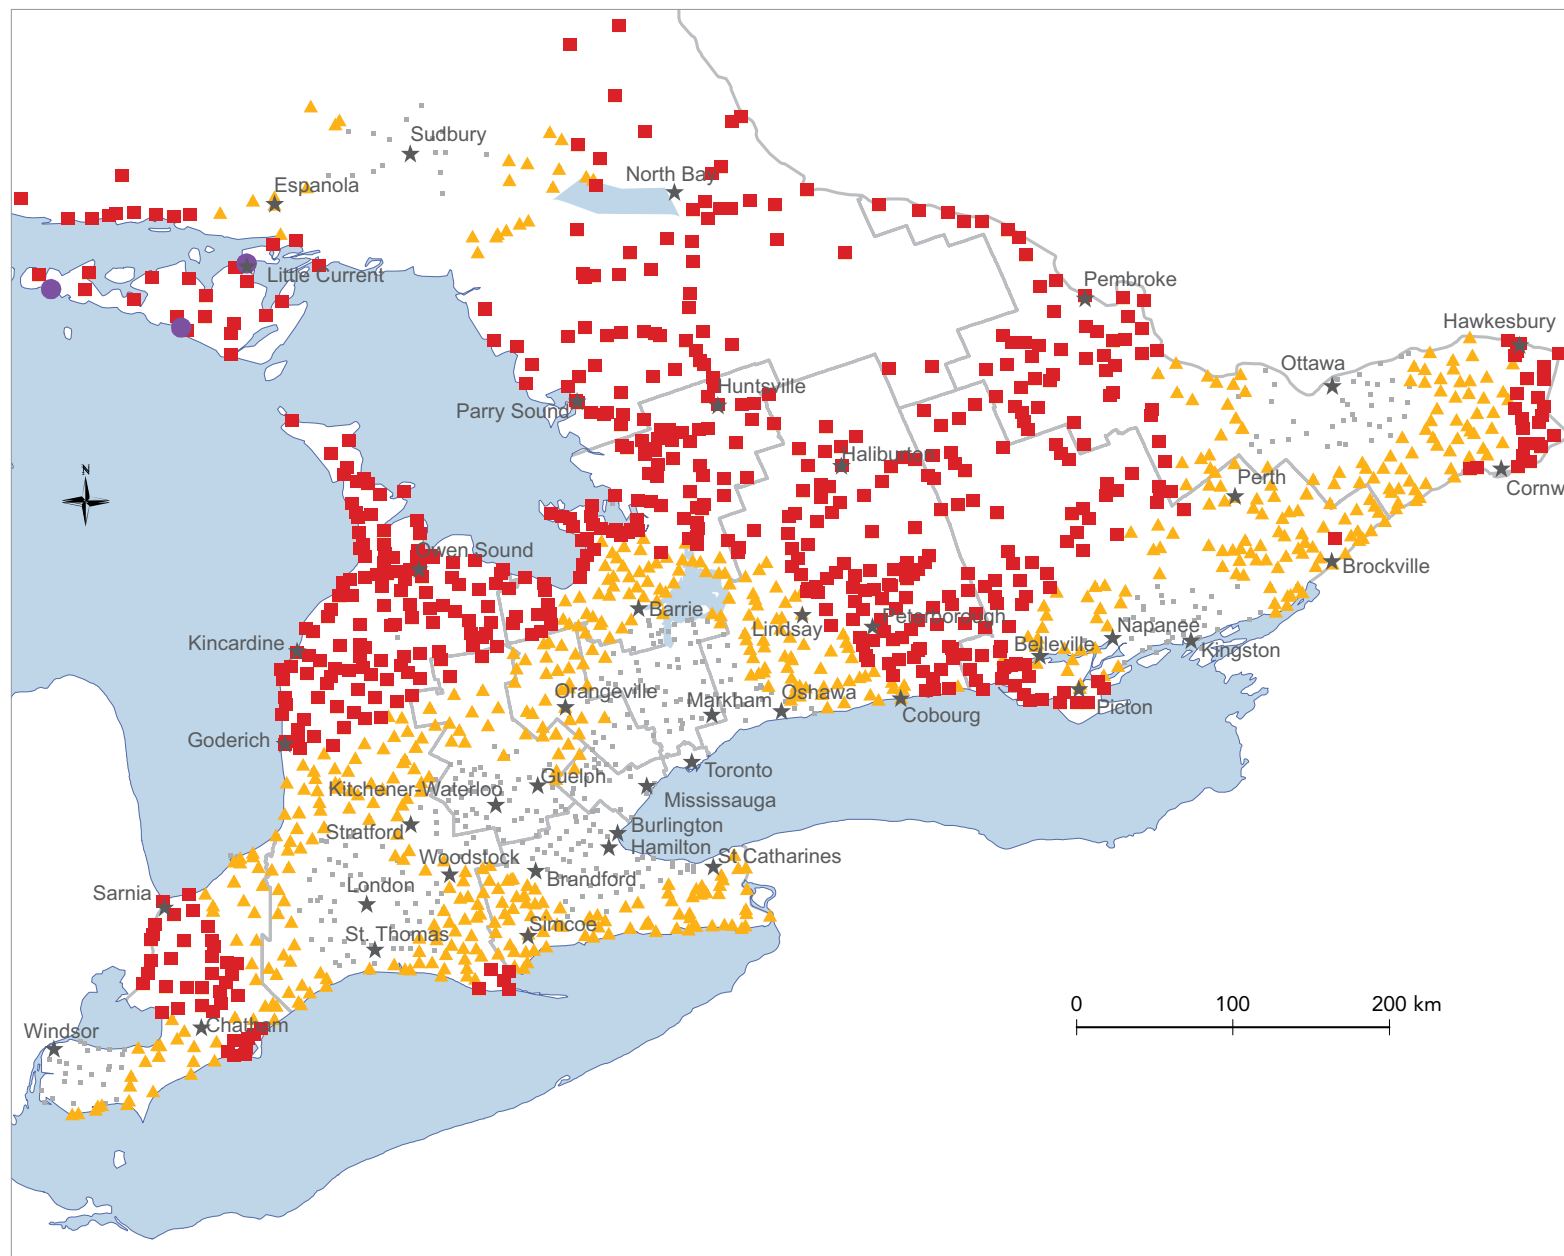 Sudbury
North Bay
Espanola
Little Current
Pembroke
Hawkesbury
Ottawa
Huntsville
Parry Sound
Haliburton
Perth
Cornw
N
Owen Sound
Brockville
Barrie
Lindsay
Peterborough
Napanee
Kincardine
Belleville
Kingston
Orangeville
Markham
Oshawa
Cobourg
Picton
Goderich
Toronto
Guelph
Kitchener-Waterloo
Mississauga
Stratford
Burlington
Hamilton
Woodstock
St Catharines
Sarnia
London
Brandford
Simcoe
St. Thomas
0 100 200 km
Windsor
Chatham